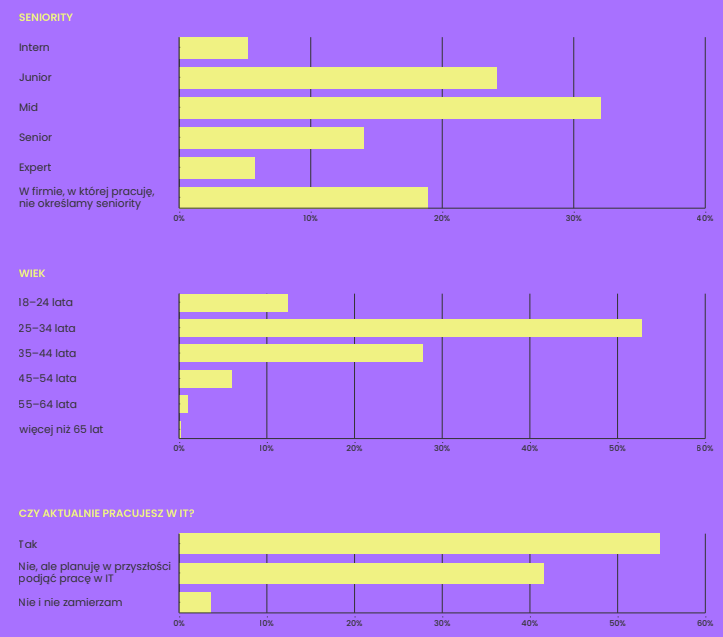 SENIORITY
Intern
Junior
Mid
Senior
Expert
W firmie, w której pracuję,
nie określamy seniority
0% 10% 20% 30% 40%
WIEK
18–24 lata
25–34 lata
35–44 lata
45–54 lata
55–64 lata
więcej niż 65 lat
0% 10% 20% 30% 40% 50% 60%
CZY AKTUALNIE PRACUJESZ W IT?
Tak
Nie, ale planuję w przyszłości
podjąć pracę w IT
Nie i nie zamierzam
0% 10% 20% 30% 40% 50% 60%